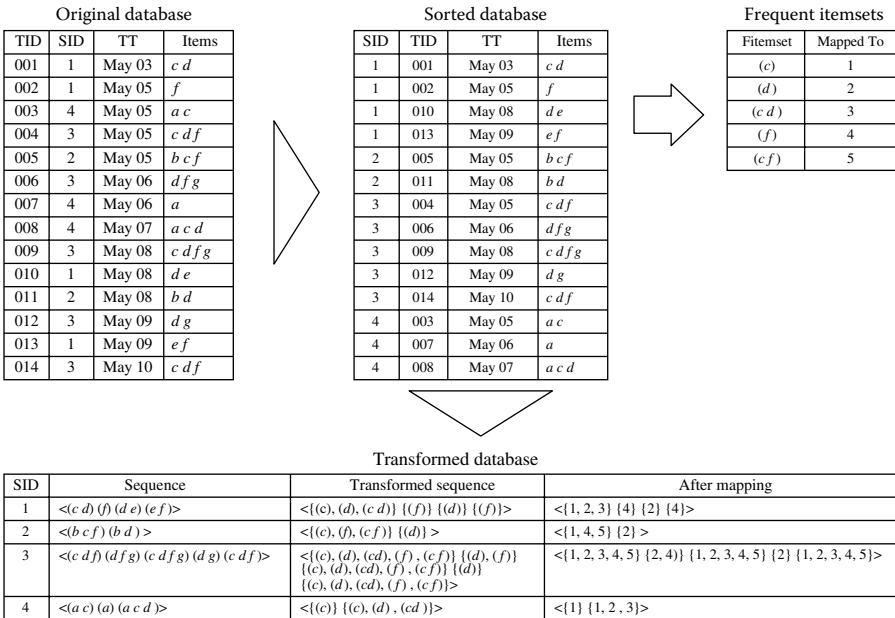 Original database
TID SID TT Items
001 1 May 03 c d
002 1 May 05 f
003 4 May 05 a c
004 3 May 05 c d f
005 2 May 05 b c f
006 3 May 06 d f g
007 4 May 06 a
008 4 May 07 a c d
009 3 May 08 c d f g
010 1 May 08 d e
011 2 May 08 b d
012 3 May 09 d g
013 1 May 09 e f
014 3 May 10 c d f
Sorted database
SID TID TT Items
1 001 May 03 c d
1 002 May 05 f
1 010 May 08 d e
1 013 May 09 e f
2 005 May 05 b c f
2 011 May 08 b d
3 004 May 05 c d f
3 006 May 06 d f g
3 009 May 08 c d f g
3 012 May 09 d g
3 014 May 10 c d f
4 003 May 05 a c
4 007 May 06 a
4 008 May 07 a c d
Frequent itemsets
Fitemset Mapped To
(c) 1
(d) 2
(c d) 3
(f) 4
(c f) 5
Transformed database
SID Sequence Transformed sequence After mapping
1 <(c d) (f) (d e) (e f)> <{(c), (d), (c d)} {(f)} {(d)} {(f)}> <{1, 2, 3} {4} {2} {4}>
2 <(b c f) (b d) > <{(c), (f), (c f)} {(d)} > <{1, 4, 5} {2} >
3 <(c d f) (d f g) (c d f g) (d g) (c d f)> <{(c), (d), (cd), (f) , (c f)} {(d), (f)} <{1, 2, 3, 4, 5} {2, 4)} {1, 2, 3, 4, 5} {2} {1, 2, 3, 4, 5}>
{(c), (d), (cd), (f) , (c f)} {(d)}
{(c), (d), (cd), (f) , (c f)}>
4 <(a c) (a) (a c d )> <{(c)} {(c), (d) , (cd )}> <{1} {1, 2 , 3}>